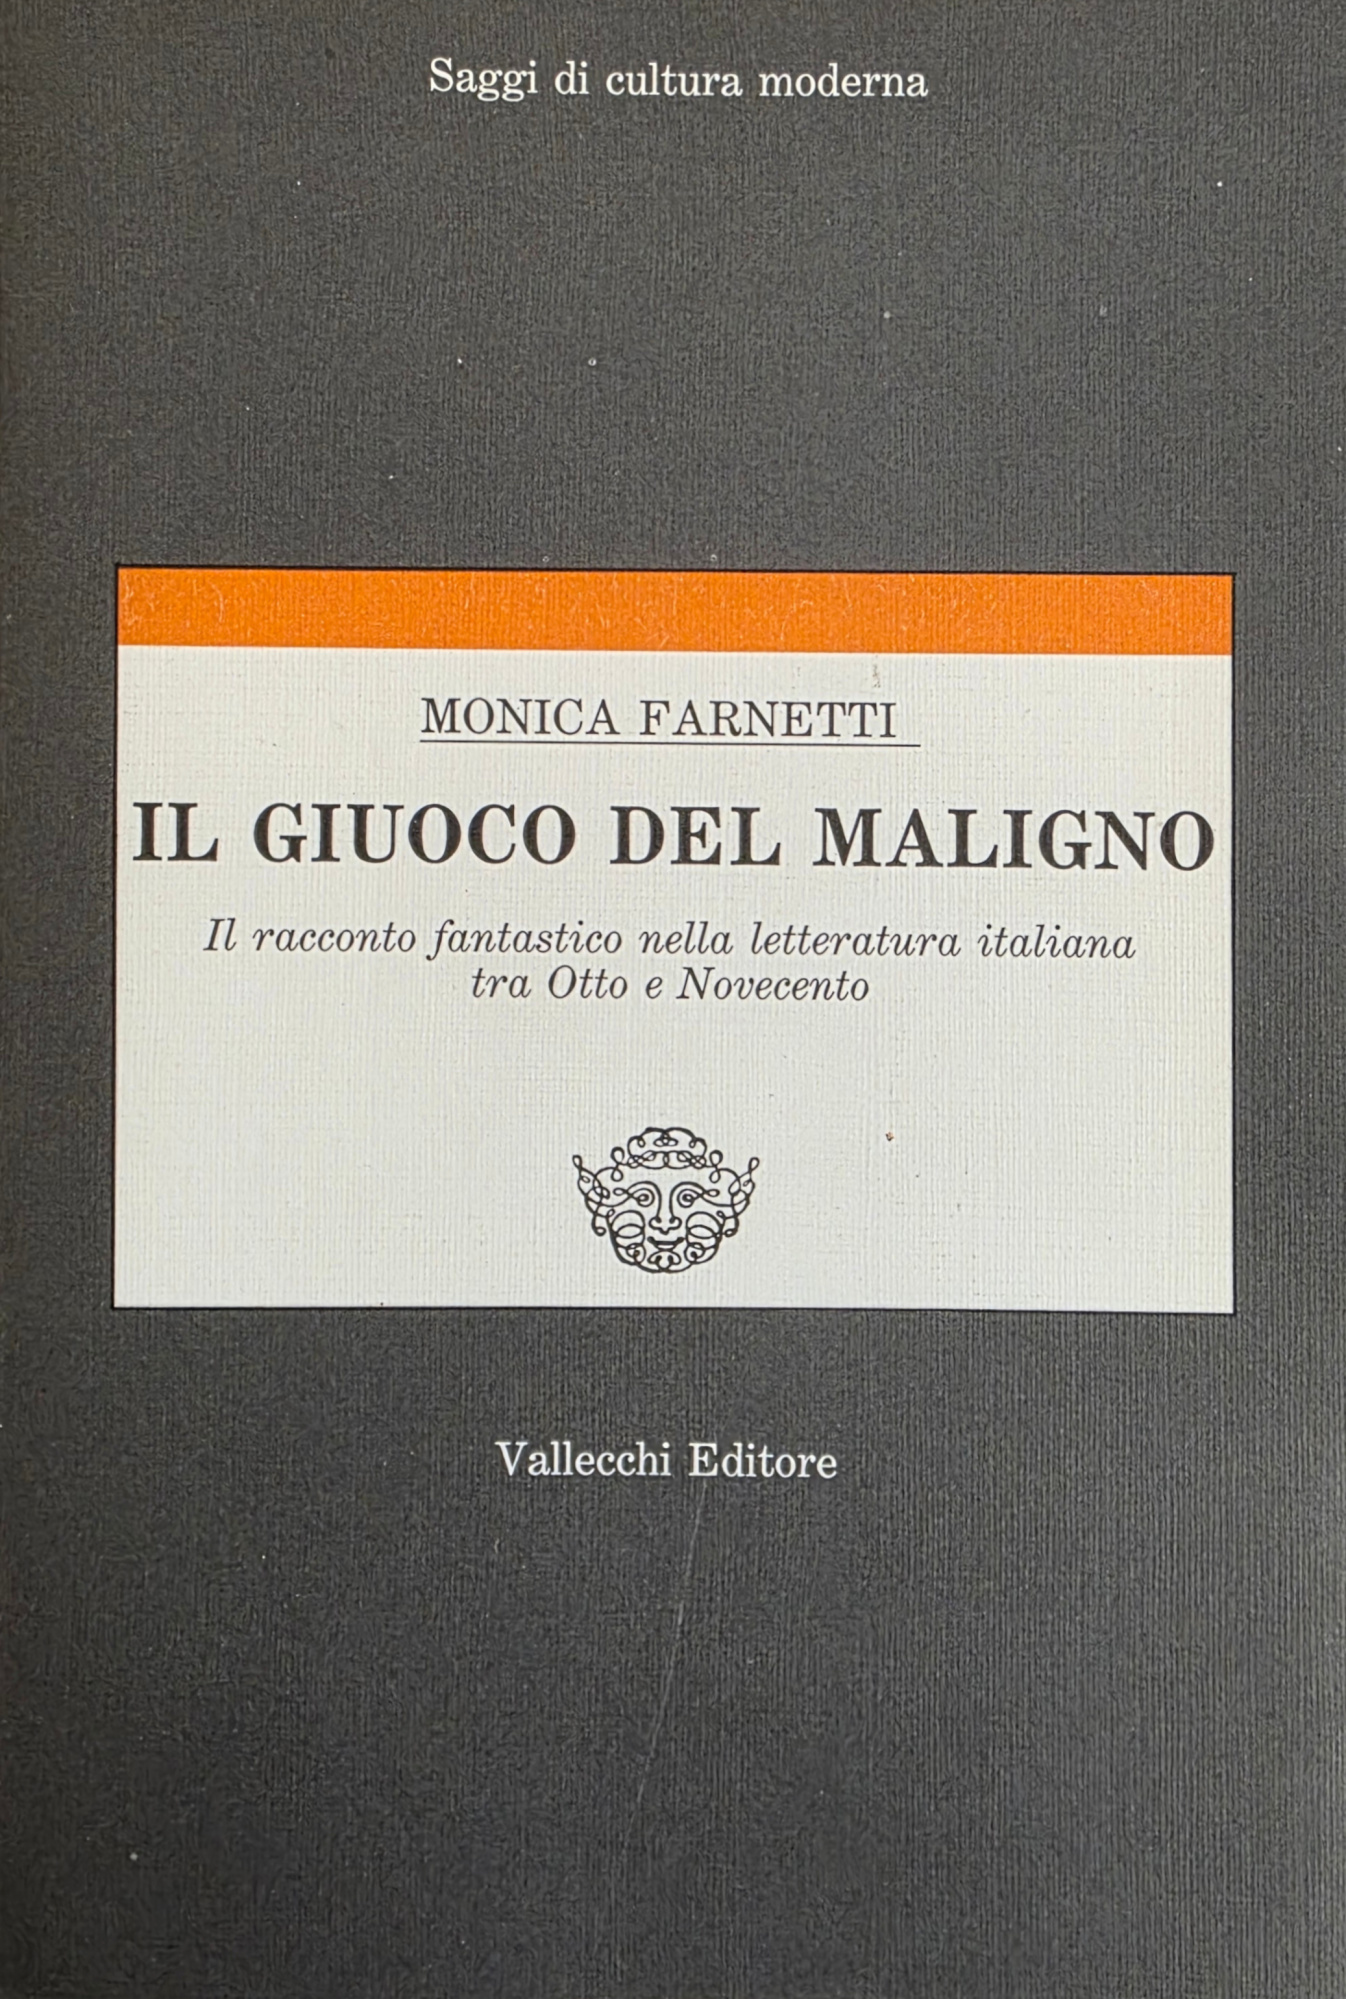 Saggi di cultura moderna
MONICA FARNETTI
IL GIUOCO DEL MALIGNO
Il racconto fantastico nella letteratura italiana
tra Otto e Novecento
Vallecchi Editore